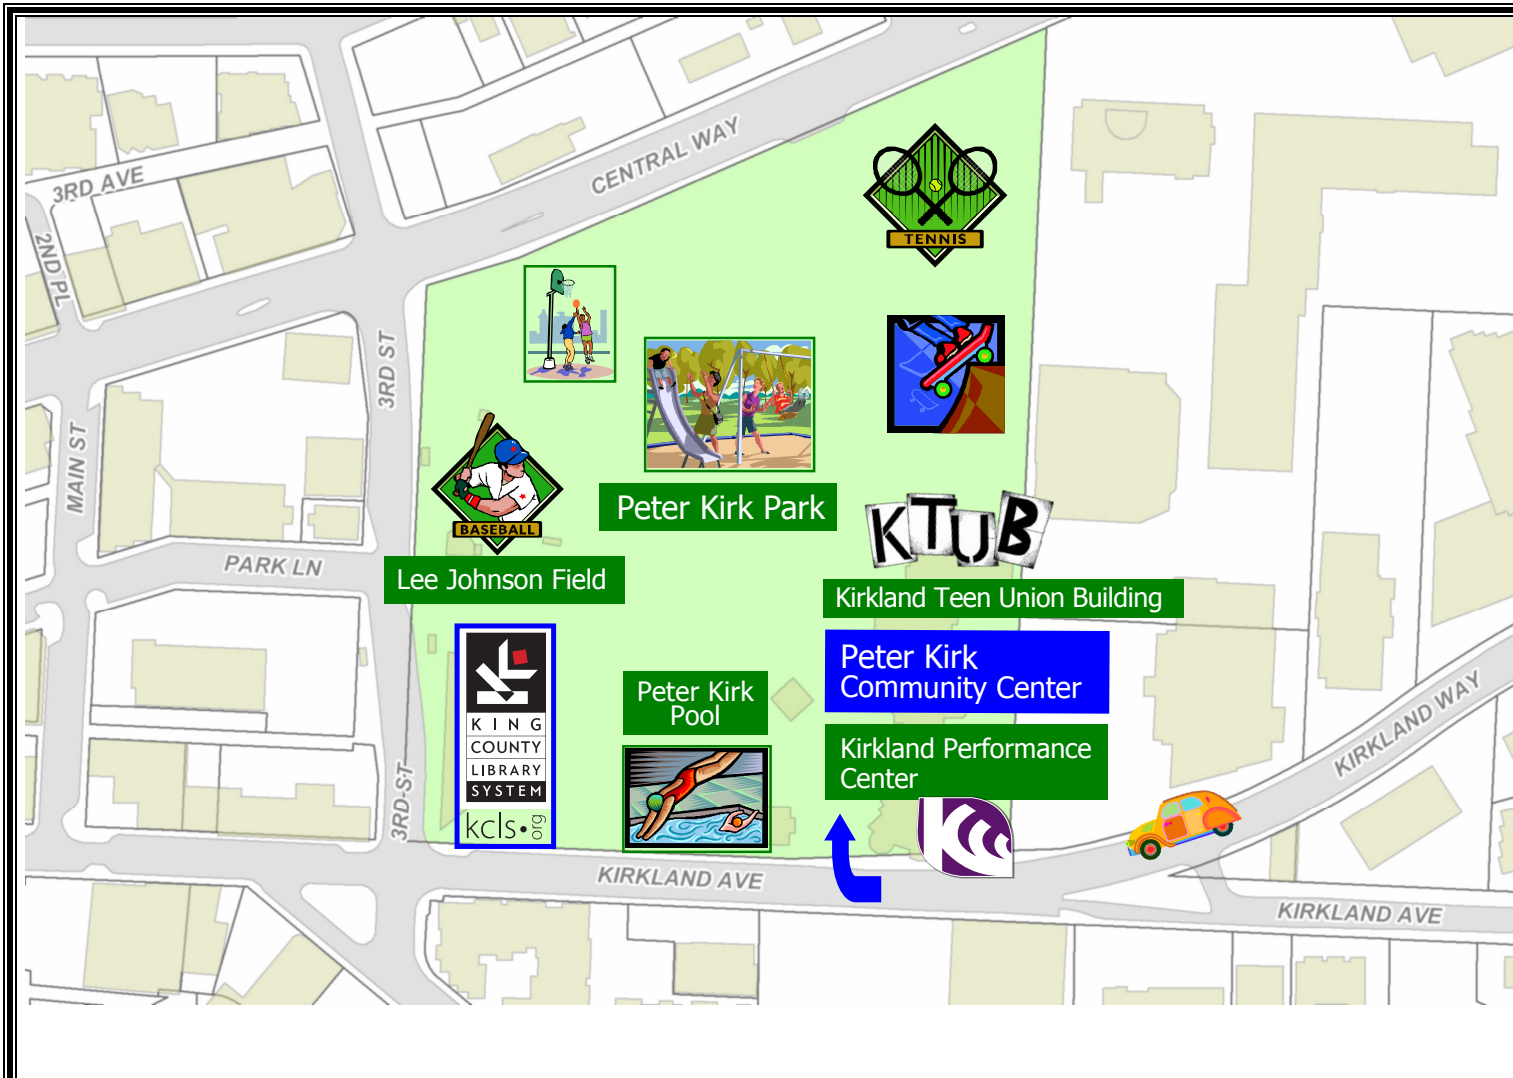 CENTRAL WAY
3RD AVE
2ND PL
TENNIS
3RD ST
MAIN ST
Peter Kirk Park
KTUB
BASEBALL
PARK LN
Lee Johnson Field
Kirkland Teen Union Building
Peter Kirk
Community Center
KING
COUNTY
LIBRARY
SYSTEM
kcls.org
Peter Kirk
Pool
Kirkland Performance
Center
KIRKLAND WAY
3RD ST
KPC
KIRKLAND AVE
KIRKLAND AVE